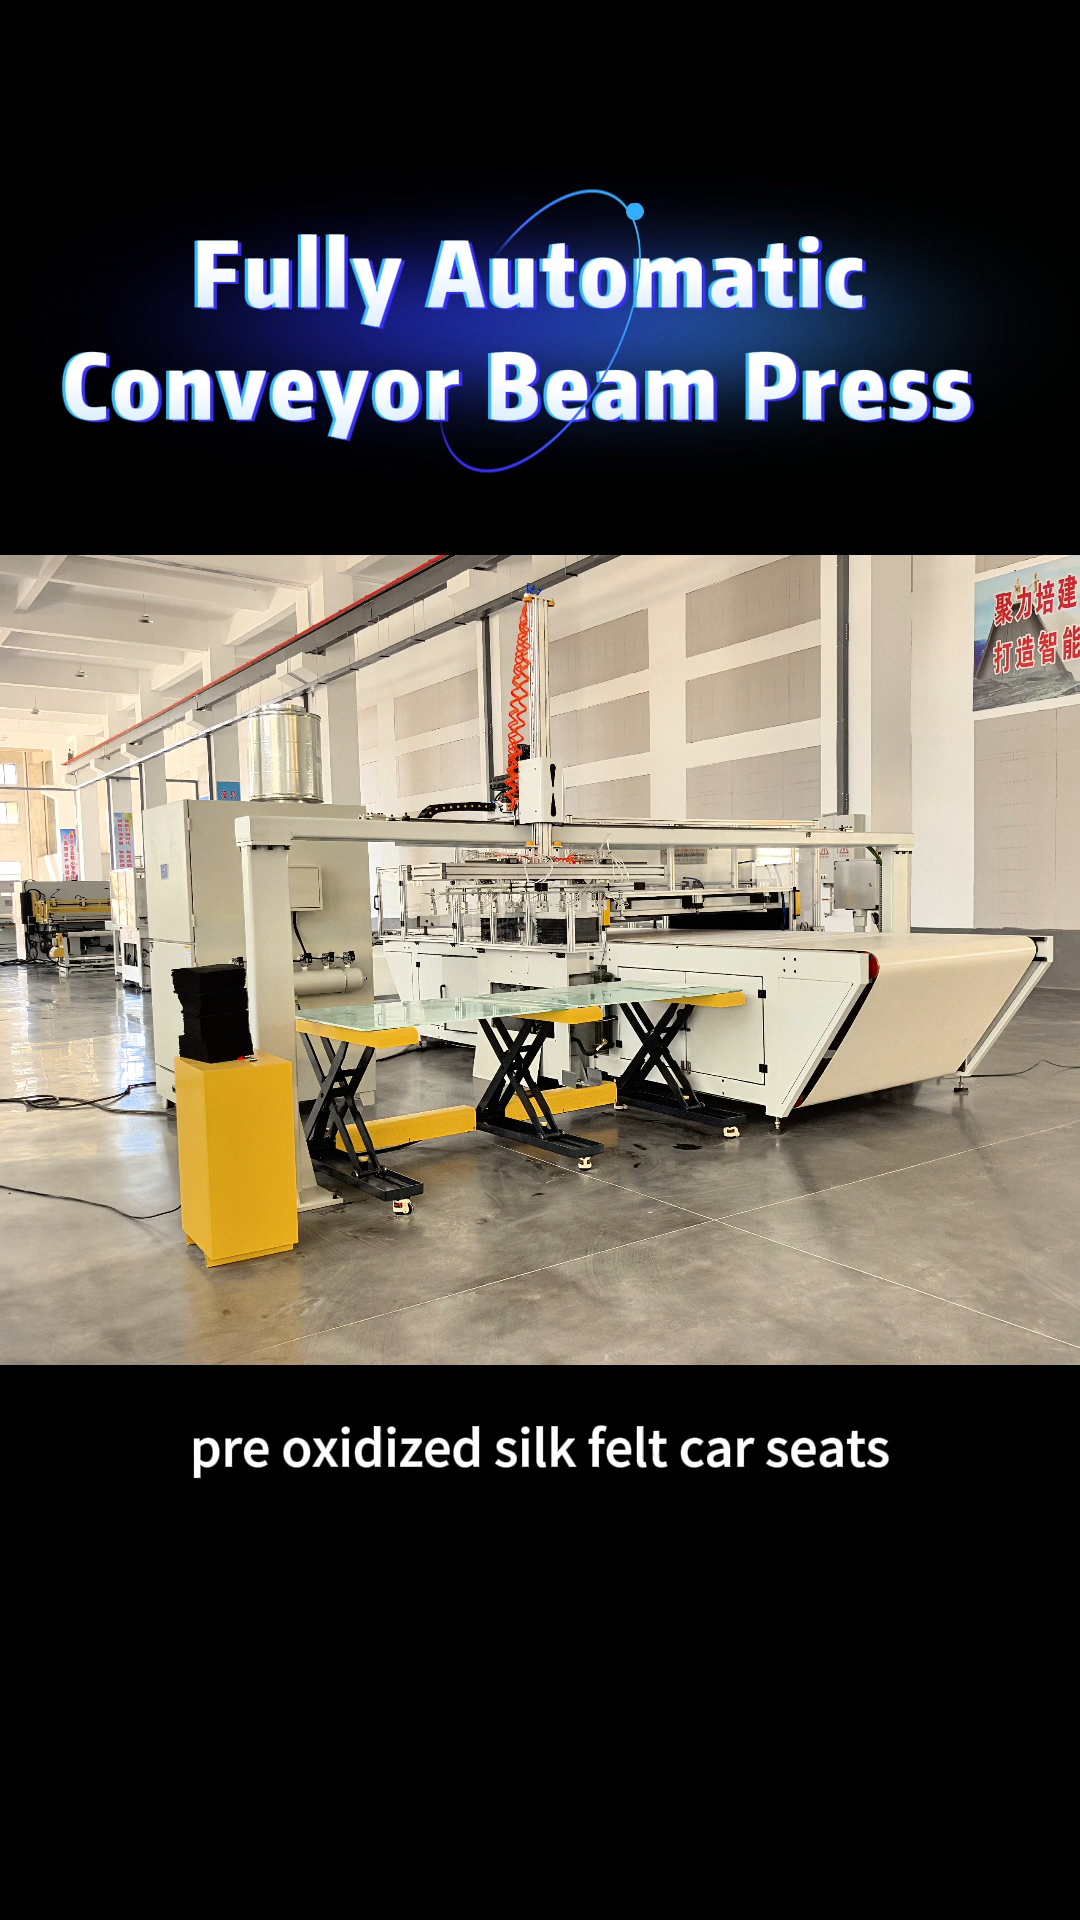 Fully Automatic
Conveyor Beam Press
聚力培建
打造智能
pre oxidized silk felt car seats